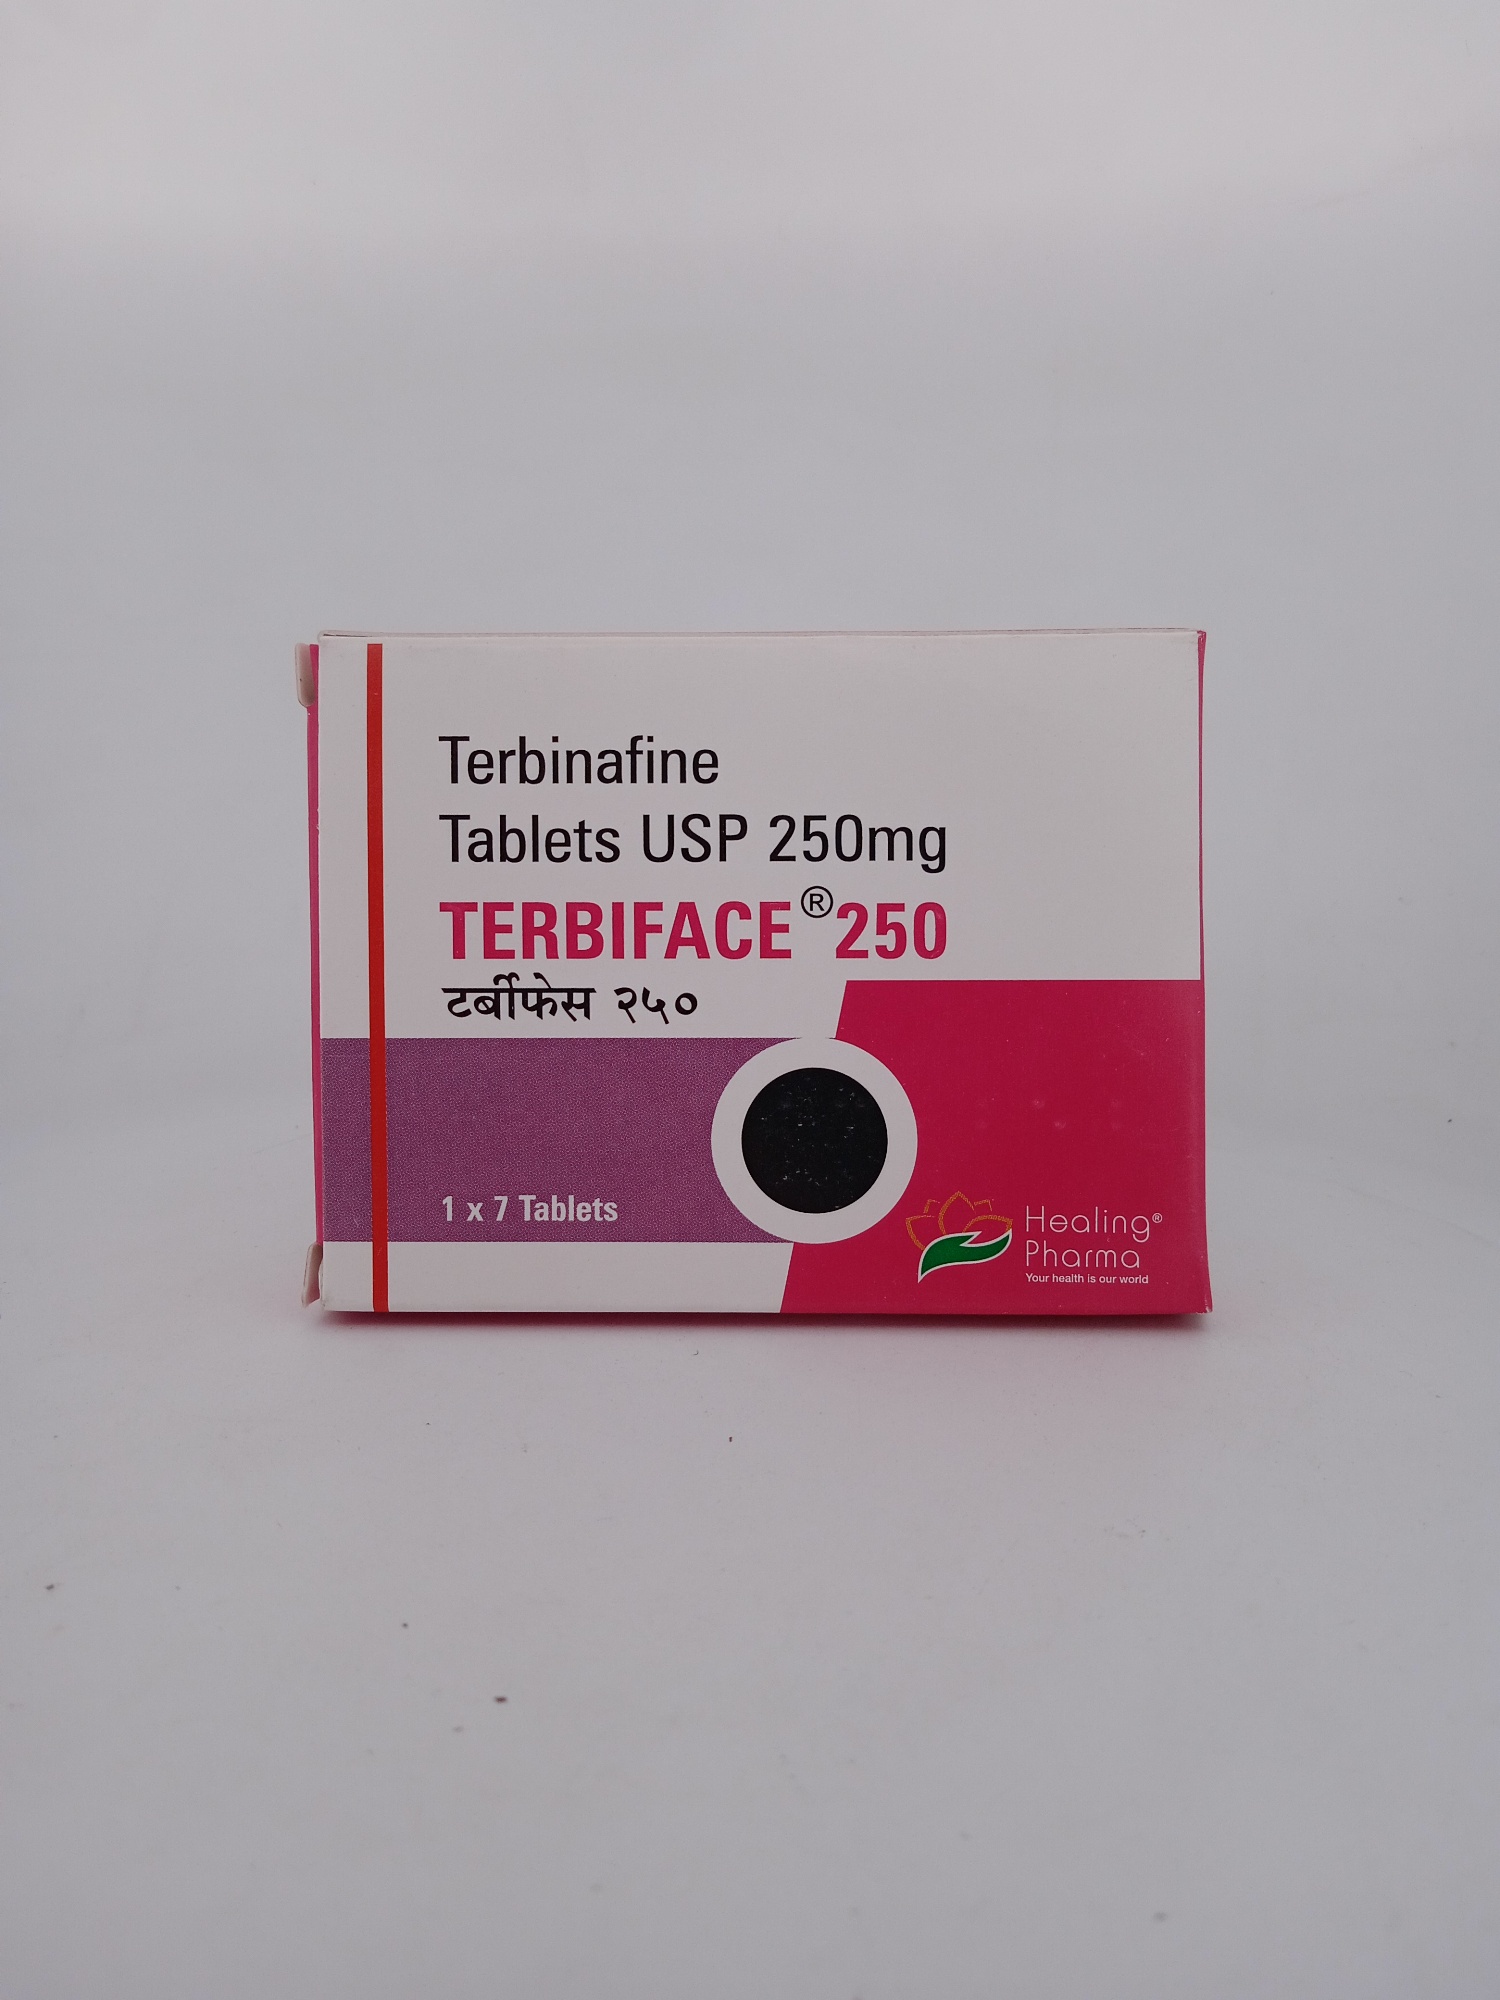 Terbinafine
Tablets USP 250mg
TERBIFACE® 250
टर्बीफेस २५०
1 x 7 Tablets
Healing®
Pharma
Your health is our world